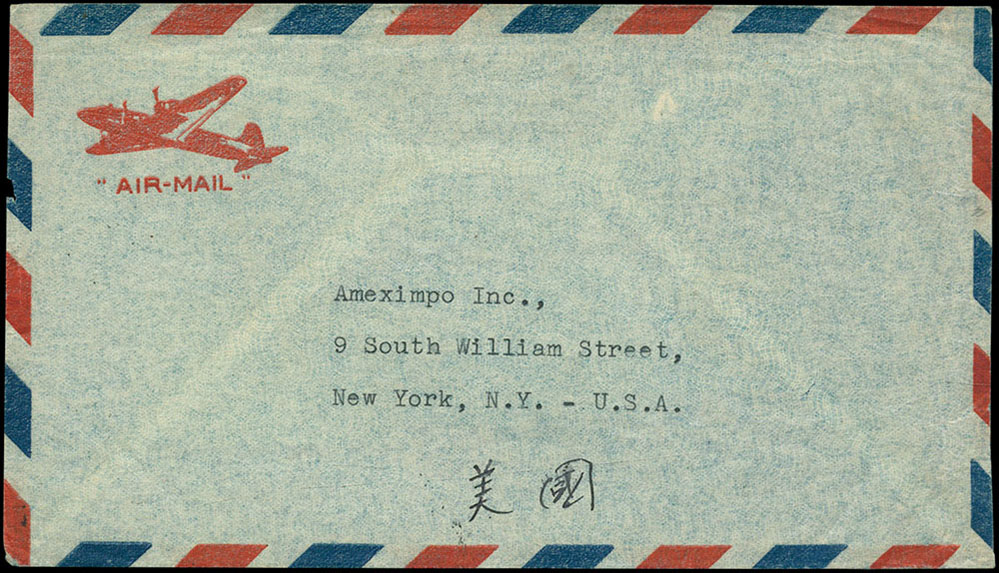 " AIR-MAIL "
Ameximpo Inc.,
9 South William Street,
New York, N.Y. - U.S.A.
美國